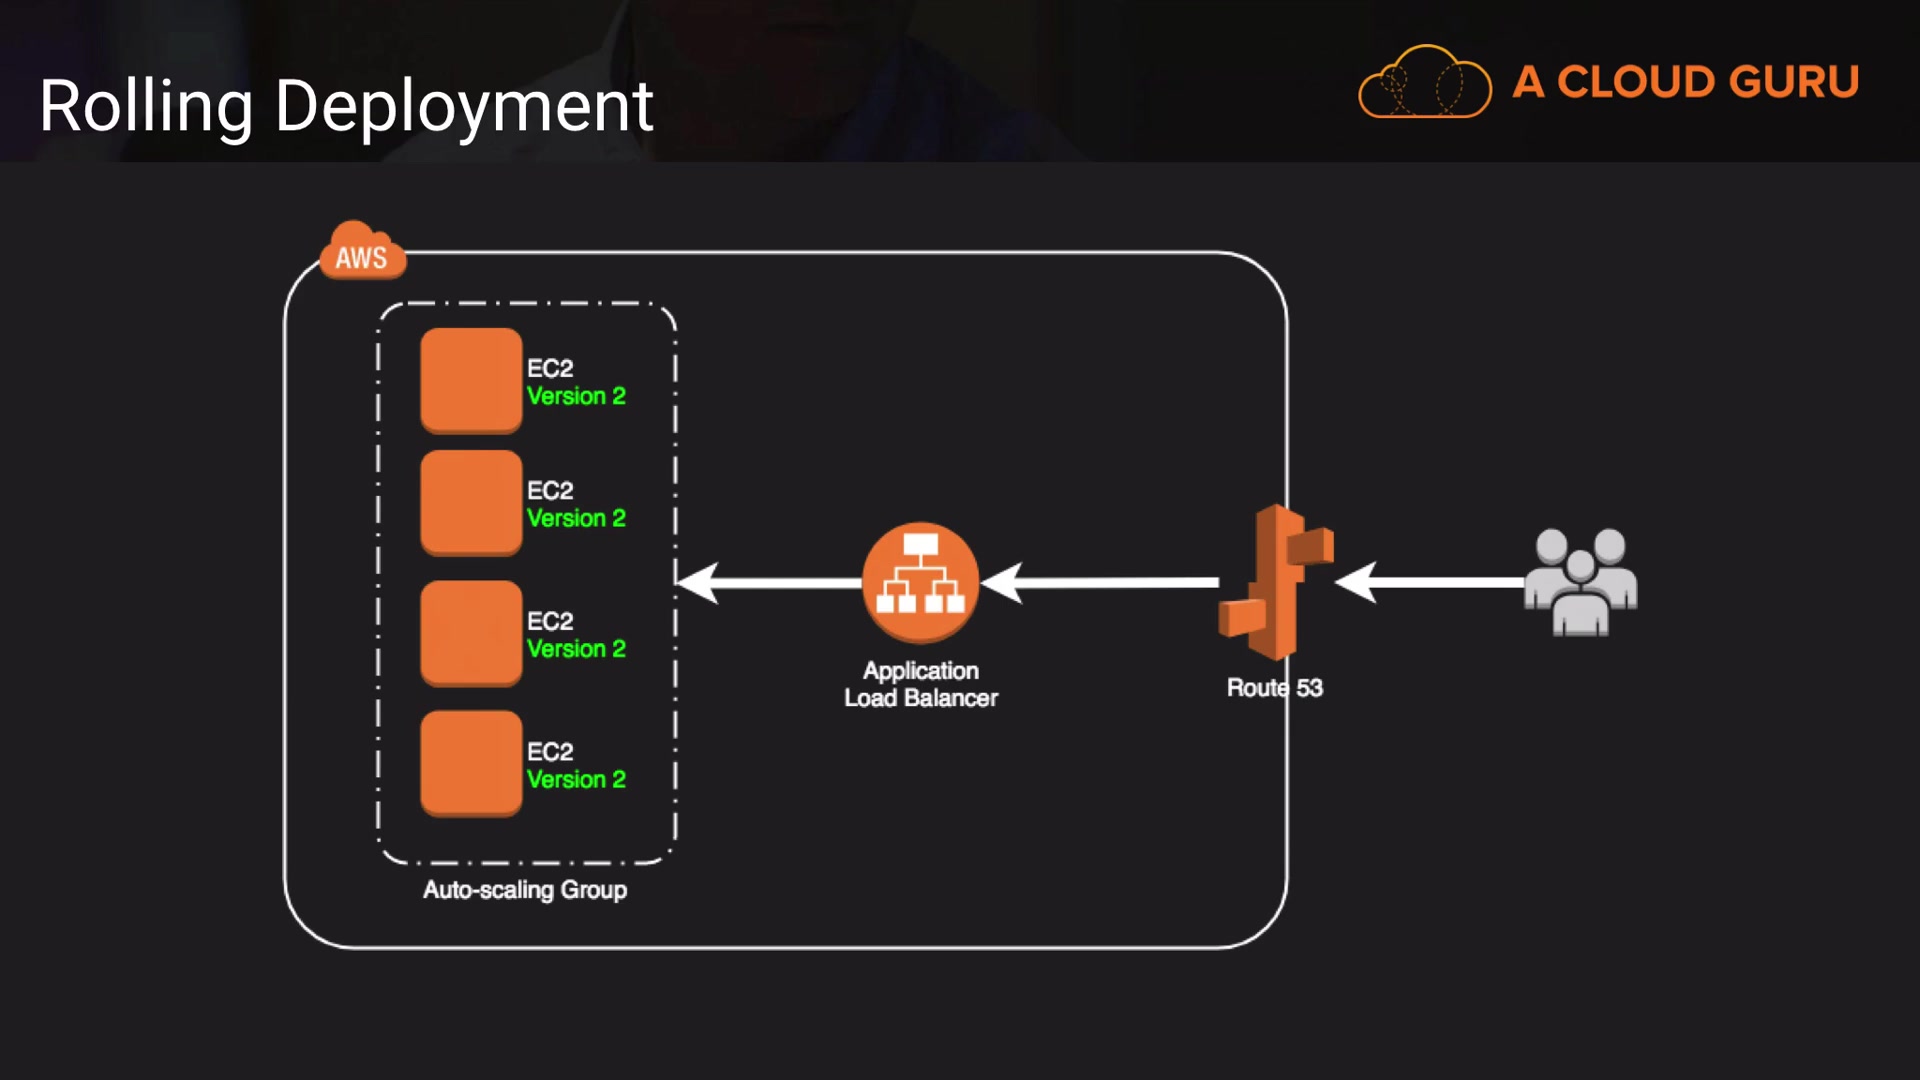 Rolling Deployment
A CLOUD GURU
AWS
EC2
Version 2
EC2
Version 2
EC2
Version 2
EC2
Version 2
Auto-scaling Group
Application
Load Balancer
Route 53